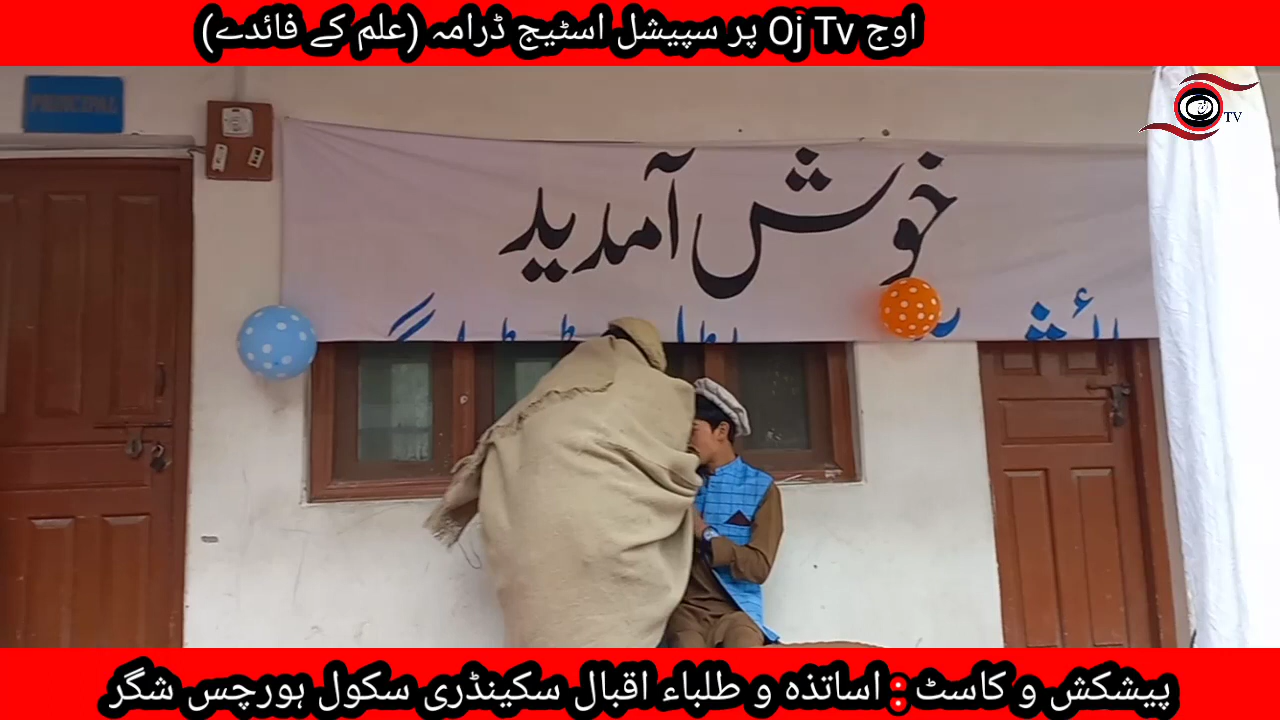 اوج Oj Tv پر سپیشل اسٹیج ڈرامہ (علم کے فائدے)
PRINCIPAL
TV
خوش آمدید
پیشکش و کاسٹ : اساتذہ و طلباء اقبال سکینڈری سکول ہورچس شگر